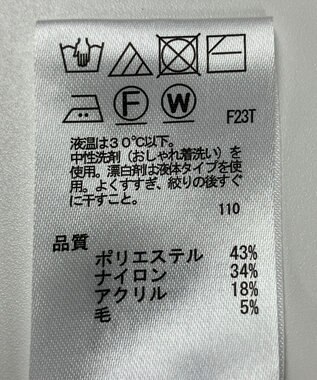 F W F23T
液温は30℃以下。
中性洗剤(おしゃれ着洗い)を
使用。漂白剤は液体タイプを使
用。よくすすぎ、絞りの後すぐ
に干すこと。
110
品質
ポリエステル 43%
ナイロン 34%
アクリル 18%
毛 5%